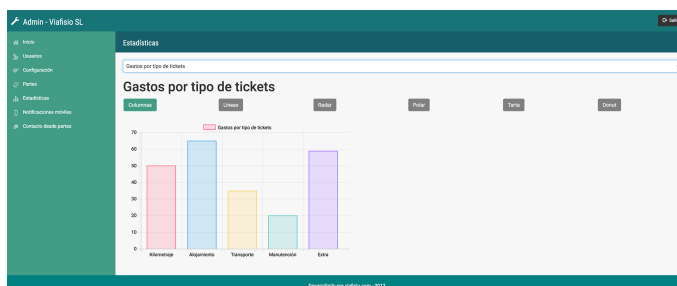 Admin - Viafisio SL
Inicio
Estadísticas
Usuarios
Configuración
Partes
Estadísticas
Notificaciones móviles
Contacto desde partes
Gastos por tipo de tickets
Gastos por tipo de tickets
Columnas Lineas Radar Polar Tarta Donut
Gastos por tipo de tickets
70
60
50
40
30
20
10
0
Kilometraje Alojamiento Transporte Manutención Extra